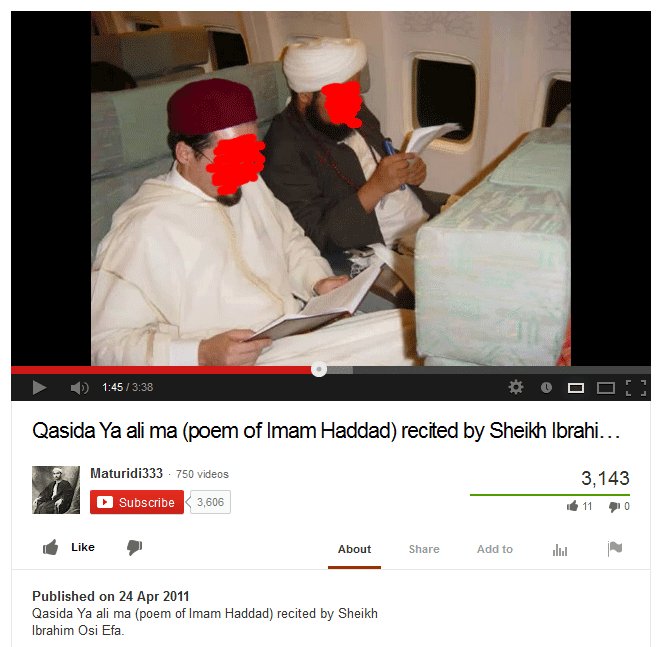 1:45 / 3:38
Qasida Ya ali ma (poem of Imam Haddad) recited by Sheikh Ibrahi...
Maturidi333 · 750 videos
Subscribe 3,606
3,143
11 0
Like
About Share Add to
Published on 24 Apr 2011
Qasida Ya ali ma (poem of Imam Haddad) recited by Sheikh
Ibrahim Osi Efa.